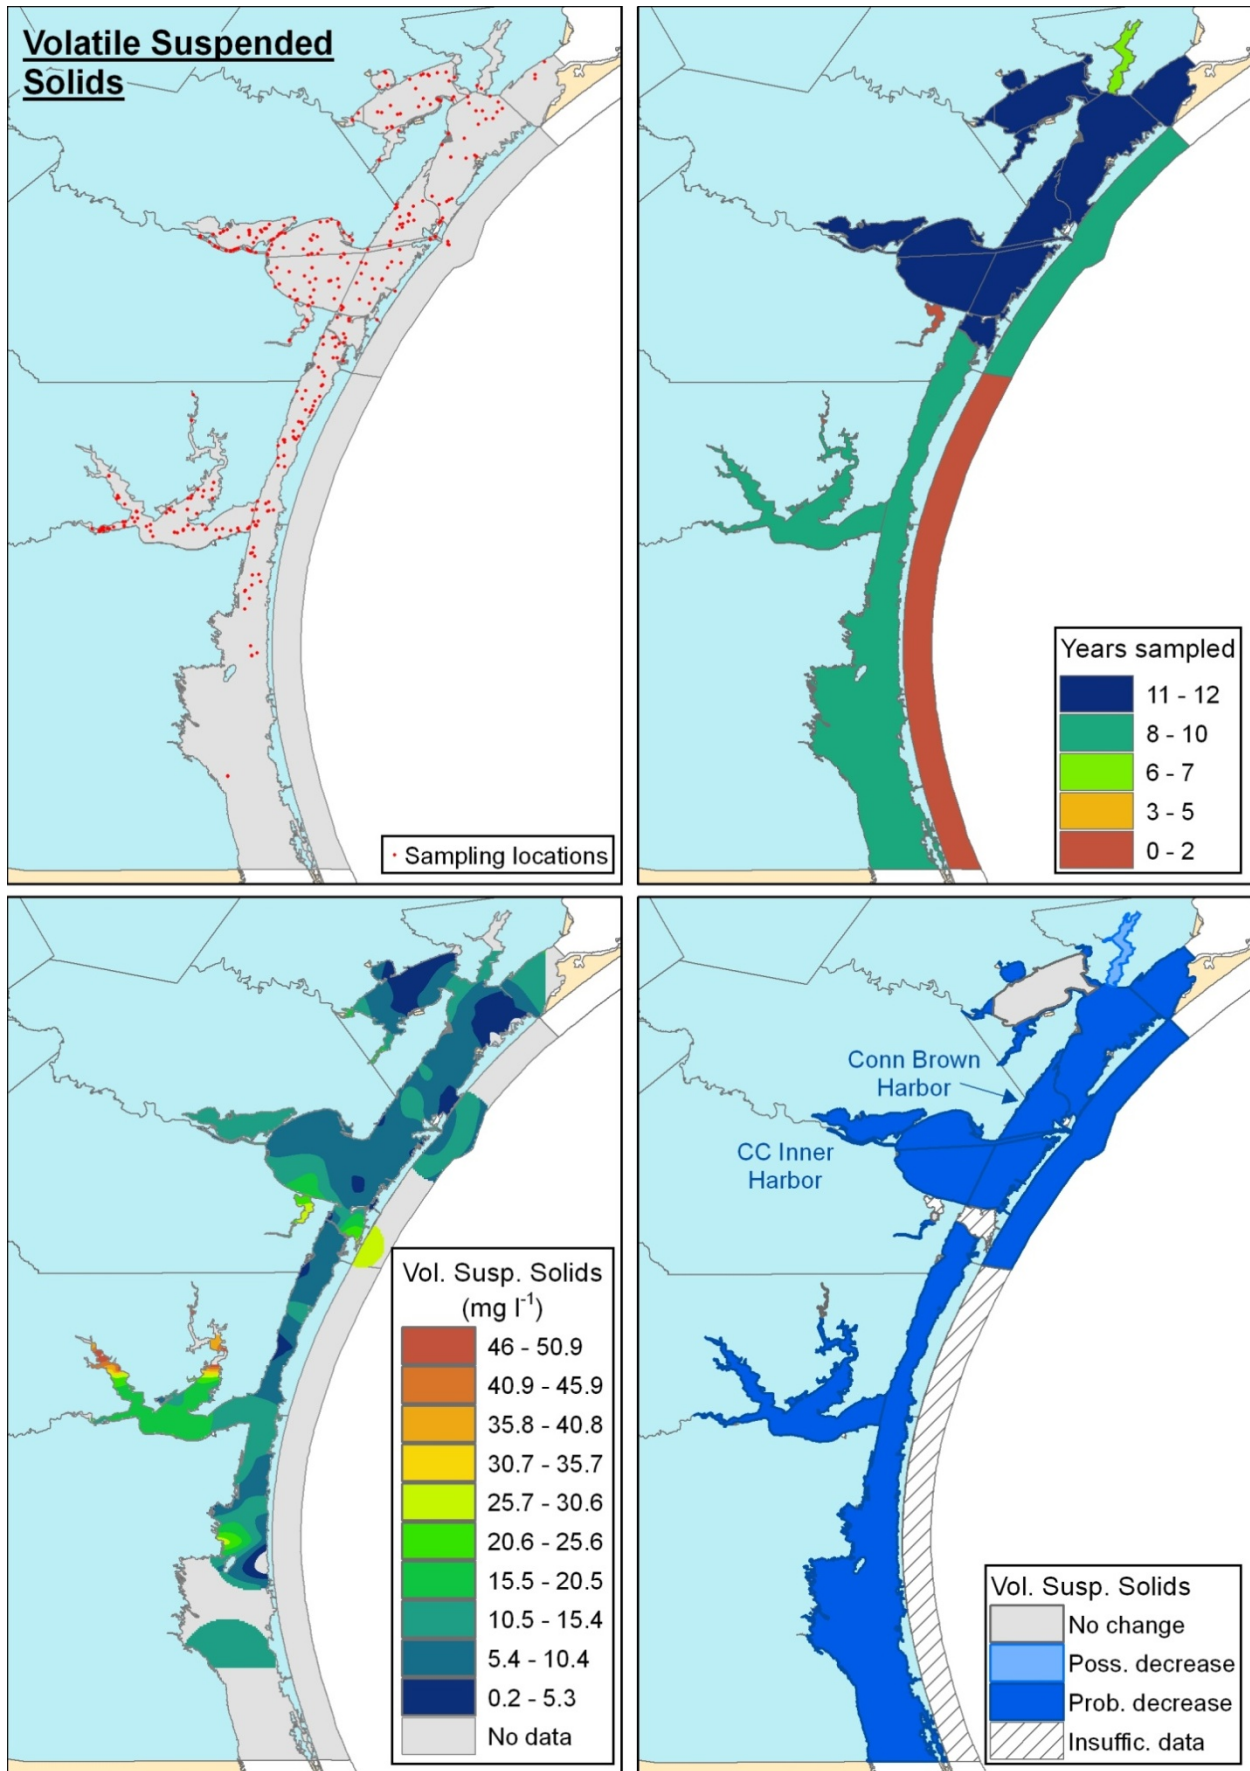 Volatile Suspended
Solids
Sampling locations
Years sampled
11 - 12
8 - 10
6 - 7
3 - 5
0 - 2
Vol. Susp. Solids
(mg l⁻¹)
46 - 50.9
40.9 - 45.9
35.8 - 40.8
30.7 - 35.7
25.7 - 30.6
20.6 - 25.6
15.5 - 20.5
10.5 - 15.4
5.4 - 10.4
0.2 - 5.3
No data
Conn Brown
Harbor
CC Inner
Harbor
Vol. Susp. Solids
No change
Poss. decrease
Prob. decrease
Insuffic. data